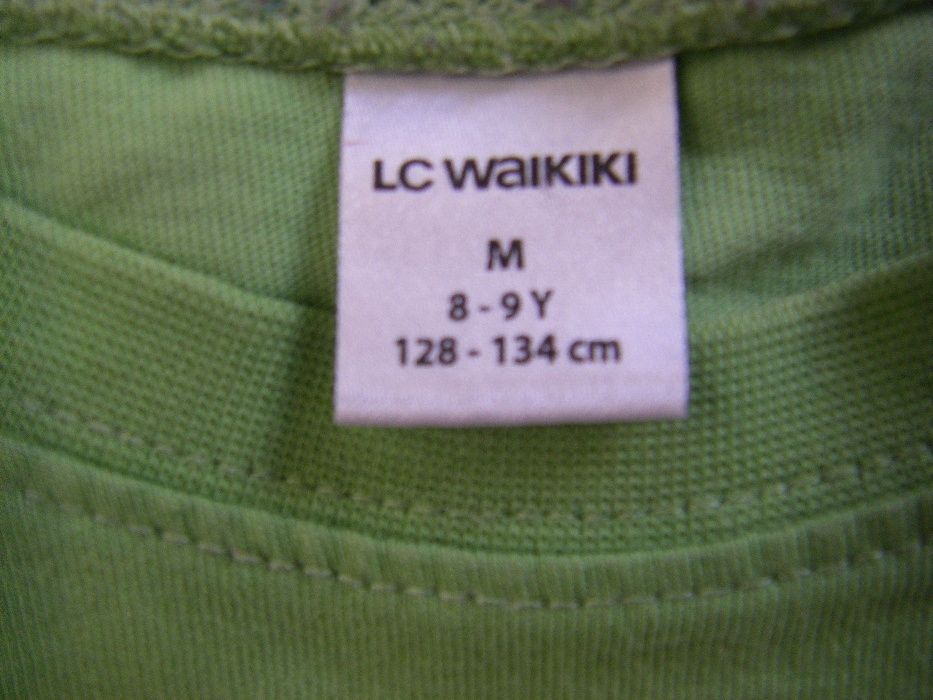 LC WAIKIKI
M
8 - 9 Y
128 - 134 cm